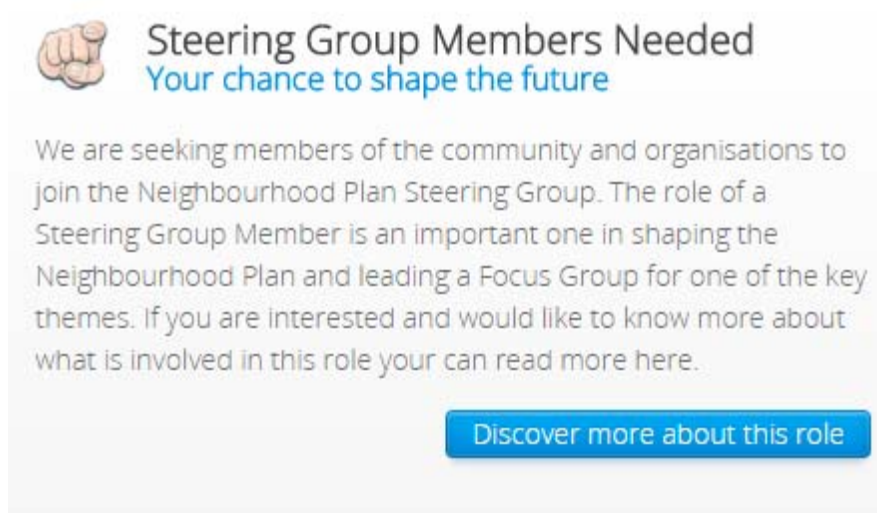 Steering Group Members Needed
Your chance to shape the future
We are seeking members of the community and organisations to
join the Neighbourhood Plan Steering Group. The role of a
Steering Group Member is an important one in shaping the
Neighbourhood Plan and leading a Focus Group for one of the key
themes. If you are interested and would like to know more about
what is involved in this role your can read more here.
Discover more about this role